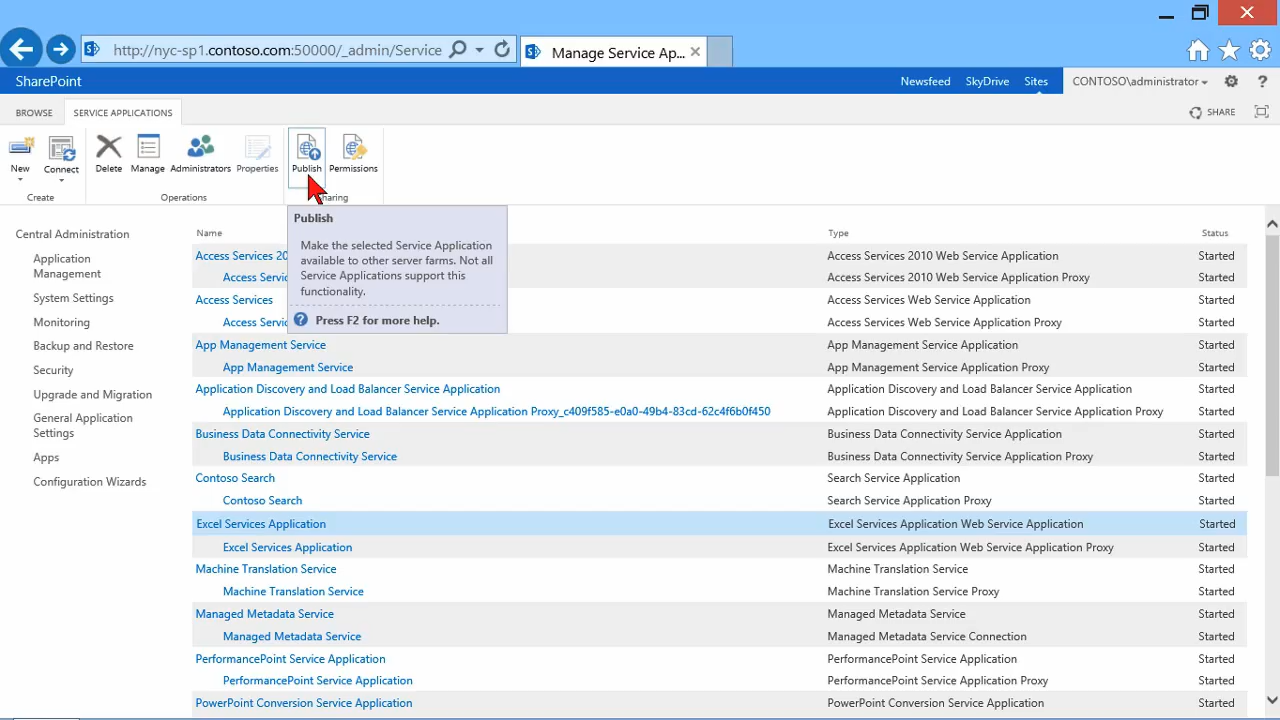 http://nyc-sp1.contoso.com:50000/_admin/Service
Manage Service Ap...
SharePoint
Newsfeed SkyDrive Sites CONTOSO\administrator ?
BROWSE SERVICE APPLICATIONS SHARE
New Connect Delete Manage Administrators Properties Publish Permissions
Create Operations haring
Publish
Make the selected Service Application
available to other server farms. Not all
Service Applications support this
functionality.
? Press F2 for more help.
Central Administration
Application
Management
System Settings
Monitoring
Backup and Restore
Security
Upgrade and Migration
General Application
Settings
Apps
Configuration Wizards
Name Type Status
Access Services 20 Access Services 2010 Web Service Application Started
Access Servic Access Services 2010 Web Service Application Proxy Started
Access Services Access Services Web Service Application Started
Access Servic Access Services Web Service Application Proxy Started
App Management Service App Management Service Application Started
App Management Service App Management Service Application Proxy Started
Application Discovery and Load Balancer Service Application Application Discovery and Load Balancer Service Application Started
Application Discovery and Load Balancer Service Application Proxy_c409f585-e0a0-49b4-83cd-62c4f6b0f450 Application Discovery and Load Balancer Service Application Proxy Started
Business Data Connectivity Service Business Data Connectivity Service Application Started
Business Data Connectivity Service Business Data Connectivity Service Application Proxy Started
Contoso Search Search Service Application Started
Contoso Search Search Service Application Proxy Started
Excel Services Application Excel Services Application Web Service Application Started
Excel Services Application Excel Services Application Web Service Application Proxy Started
Machine Translation Service Machine Translation Service Started
Machine Translation Service Machine Translation Service Proxy Started
Managed Metadata Service Managed Metadata Service Started
Managed Metadata Service Managed Metadata Service Connection Started
PerformancePoint Service Application PerformancePoint Service Application Started
PerformancePoint Service Application PerformancePoint Service Application Proxy Started
PowerPoint Conversion Service Application PowerPoint Conversion Service Application Started